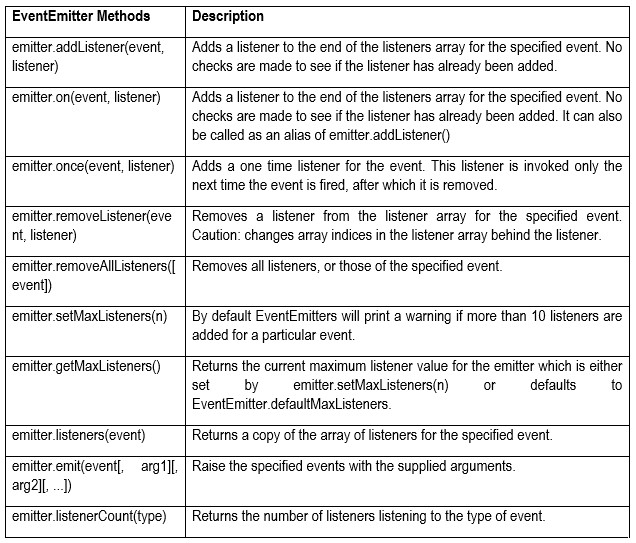 EventEmitter Methods Description
emitter.addListener(event, Adds a listener to the end of the listeners array for the specified event. No
listener) checks are made to see if the listener has already been added.
emitter.on(event, listener) Adds a listener to the end of the listeners array for the specified event. No
checks are made to see if the listener has already been added. It can also
be called as an alias of emitter.addListener()
emitter.once(event, listener) Adds a one time listener for the event. This listener is invoked only the
next time the event is fired, after which it is removed.
emitter.removeListener(eve Removes a listener from the listener array for the specified event.
nt, listener) Caution: changes array indices in the listener array behind the listener.
emitter.removeAllListeners([ Removes all listeners, or those of the specified event.
event])
emitter.setMaxListeners(n) By default EventEmitters will print a warning if more than 10 listeners are
added for a particular event.
emitter.getMaxListeners() Returns the current maximum listener value for the emitter which is either
set by emitter.setMaxListeners(n) or defaults to
EventEmitter.defaultMaxListeners.
emitter.listeners(event) Returns a copy of the array of listeners for the specified event.
emitter.emit(event[, arg1][, Raise the specified events with the supplied arguments.
arg2][, ...])
emitter.listenerCount(type) Returns the number of listeners listening to the type of event.